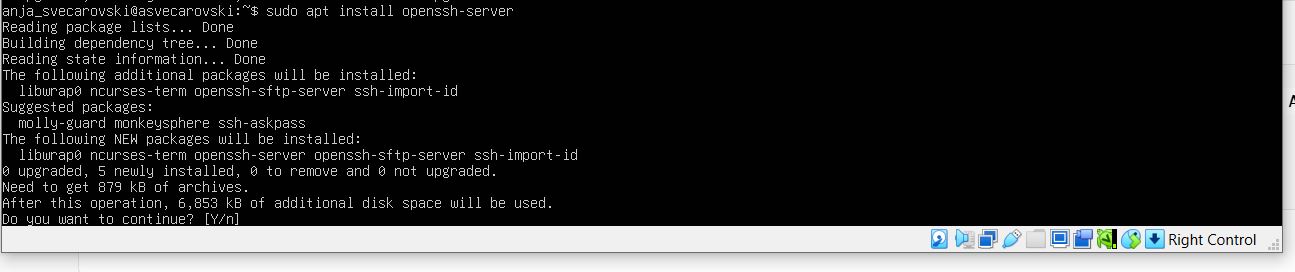 anja_svecarovski@asvecarovski:~$ sudo apt install openssh-server
Reading package lists... Done
Building dependency tree... Done
Reading state information... Done
The following additional packages will be installed:
  libwrap0 ncurses-term openssh-sftp-server ssh-import-id
Suggested packages:
  molly-guard monkeysphere ssh-askpass
The following NEW packages will be installed:
  libwrap0 ncurses-term openssh-server openssh-sftp-server ssh-import-id
0 upgraded, 5 newly installed, 0 to remove and 0 not upgraded.
Need to get 879 kB of archives.
After this operation, 6,853 kB of additional disk space will be used.
Do you want to continue? [Y/n]
Right Control